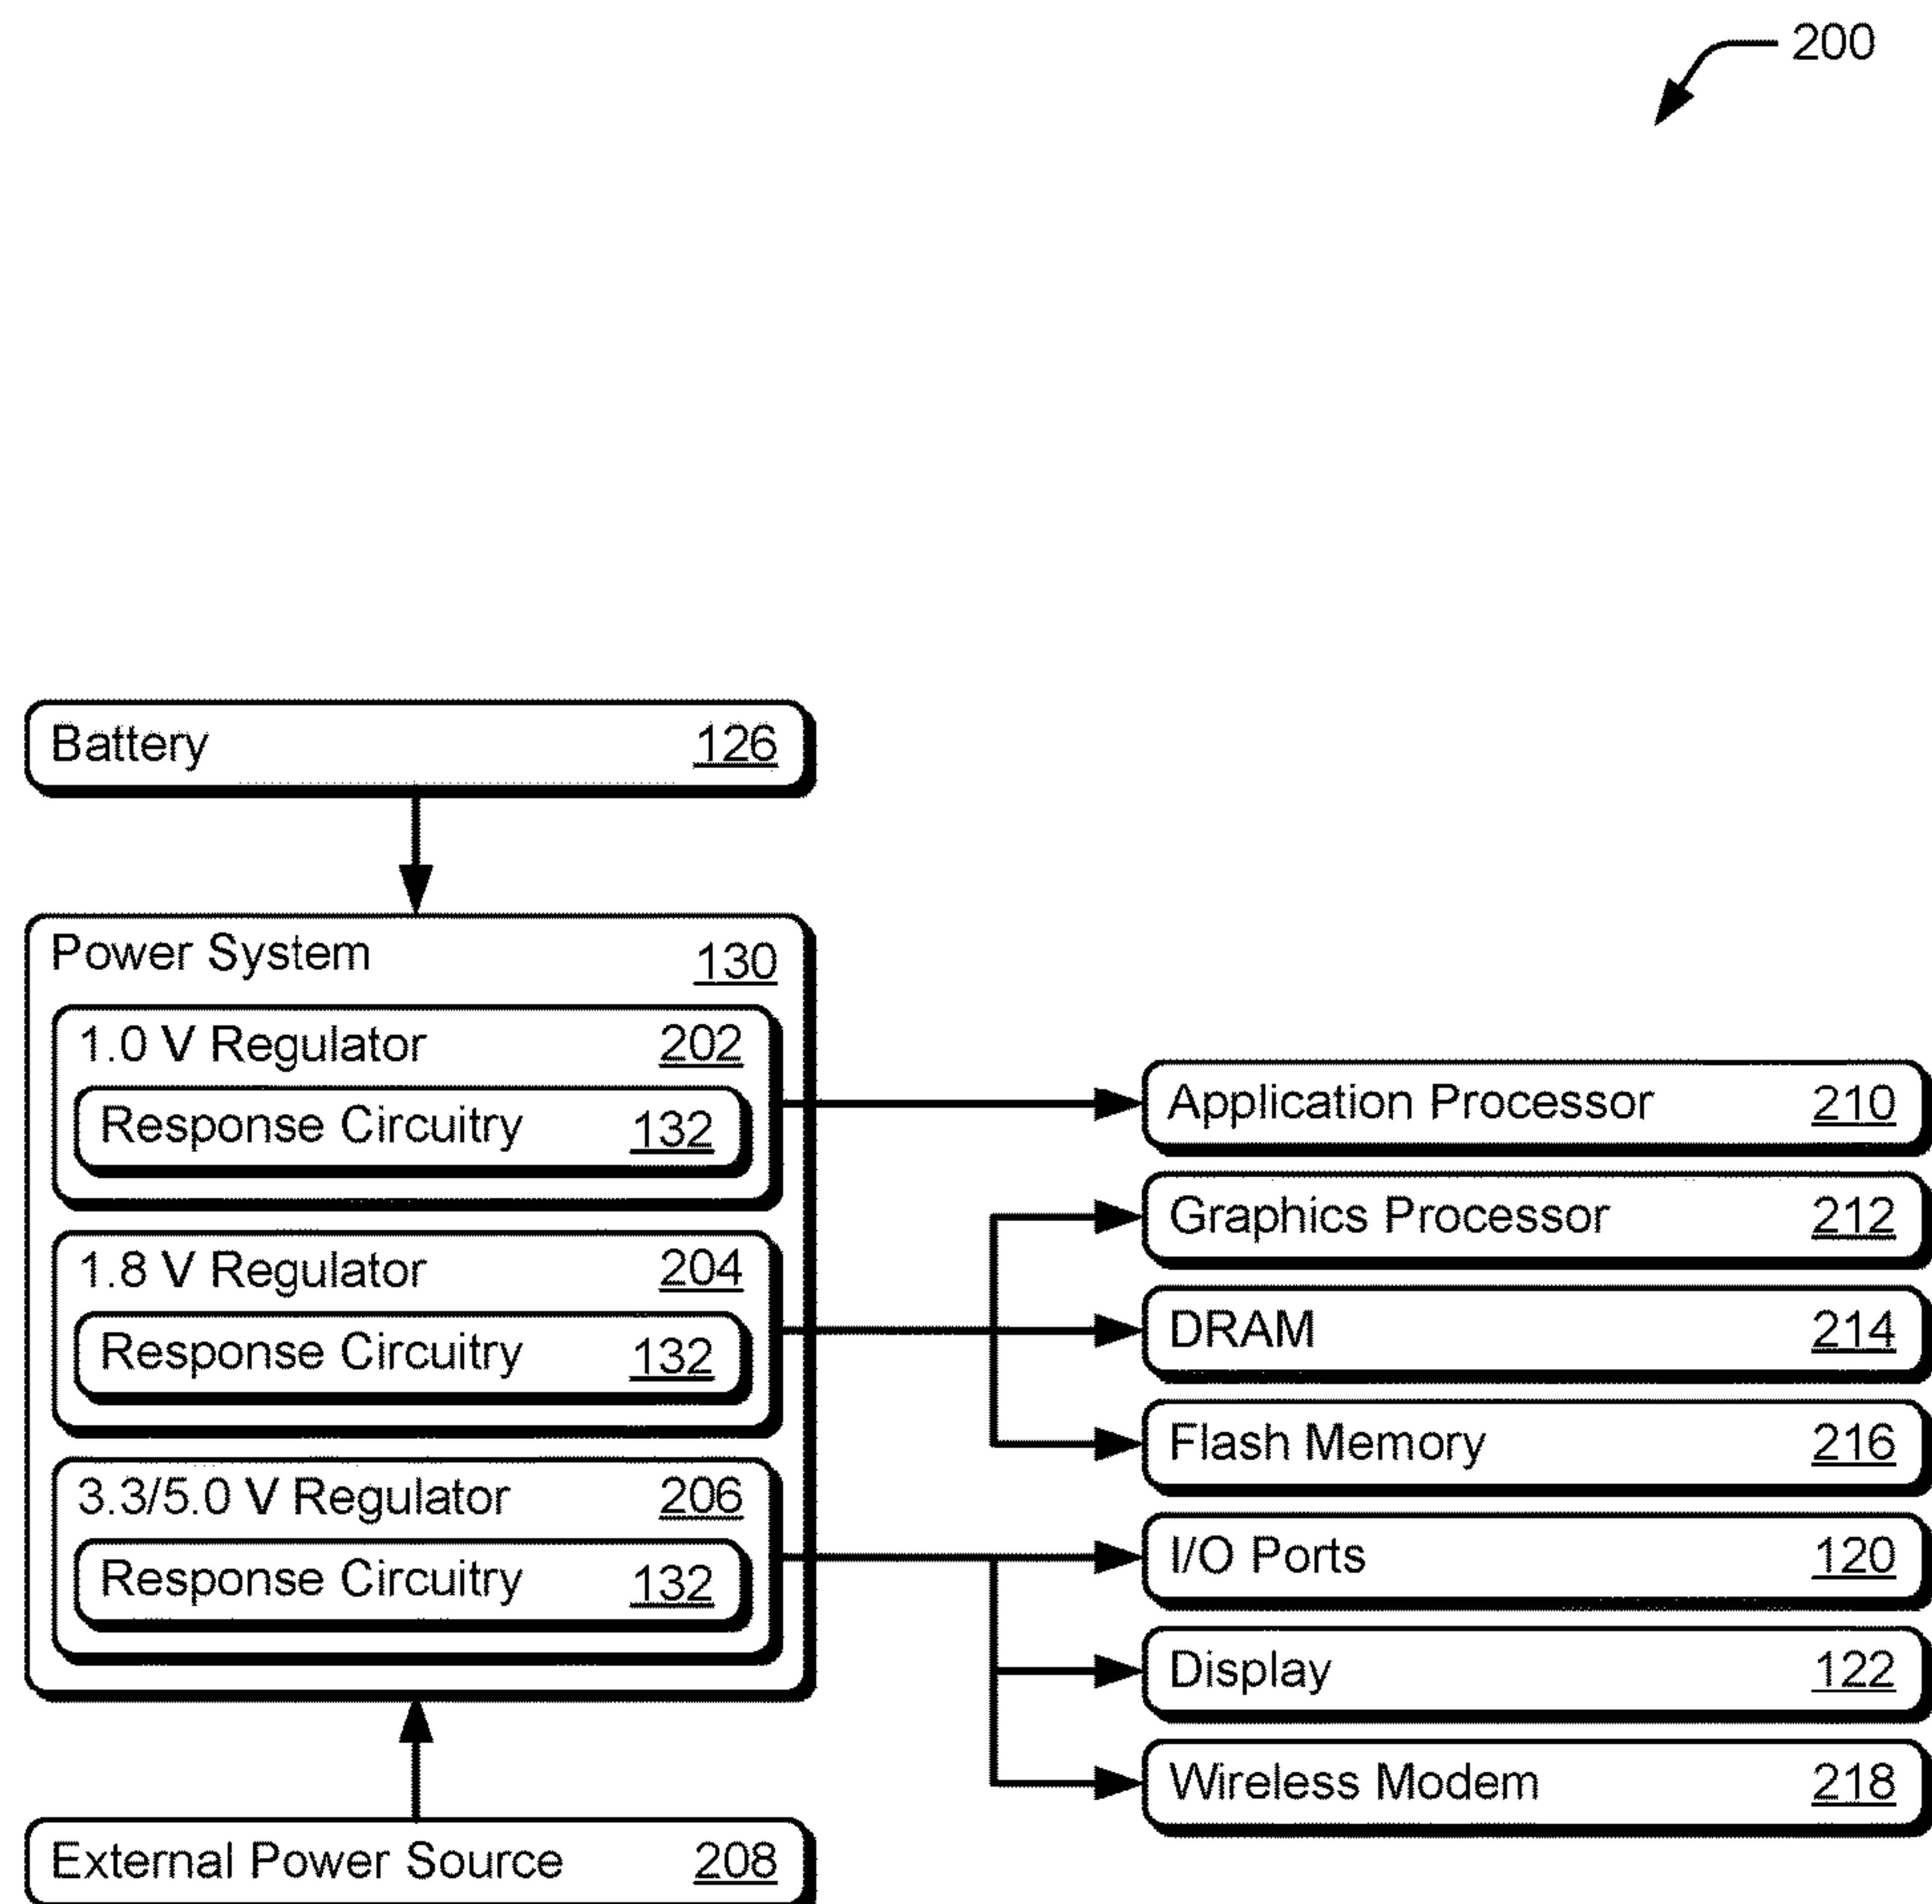 200
Battery 126
Power System 130
1.0 V Regulator 202
Response Circuitry 132
1.8 V Regulator 204
Response Circuitry 132
3.3/5.0 V Regulator 206
Response Circuitry 132
External Power Source 208
Application Processor 210
Graphics Processor 212
DRAM 214
Flash Memory 216
I/O Ports 120
Display 122
Wireless Modem 218